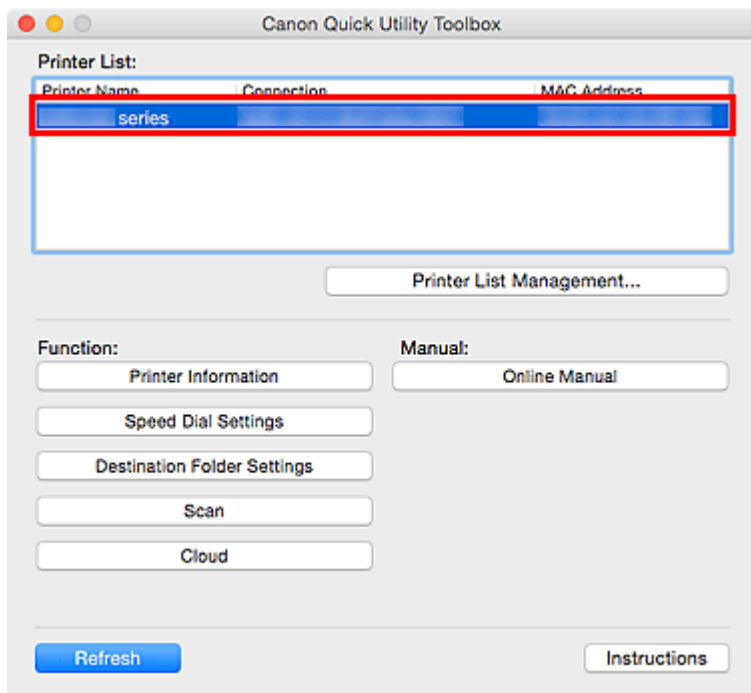 Canon Quick Utility Toolbox
Printer List:
Printer Name Connection MAC Address
series
Printer List Management...
Function: Manual:
Printer Information Online Manual
Speed Dial Settings
Destination Folder Settings
Scan
Cloud
Refresh Instructions